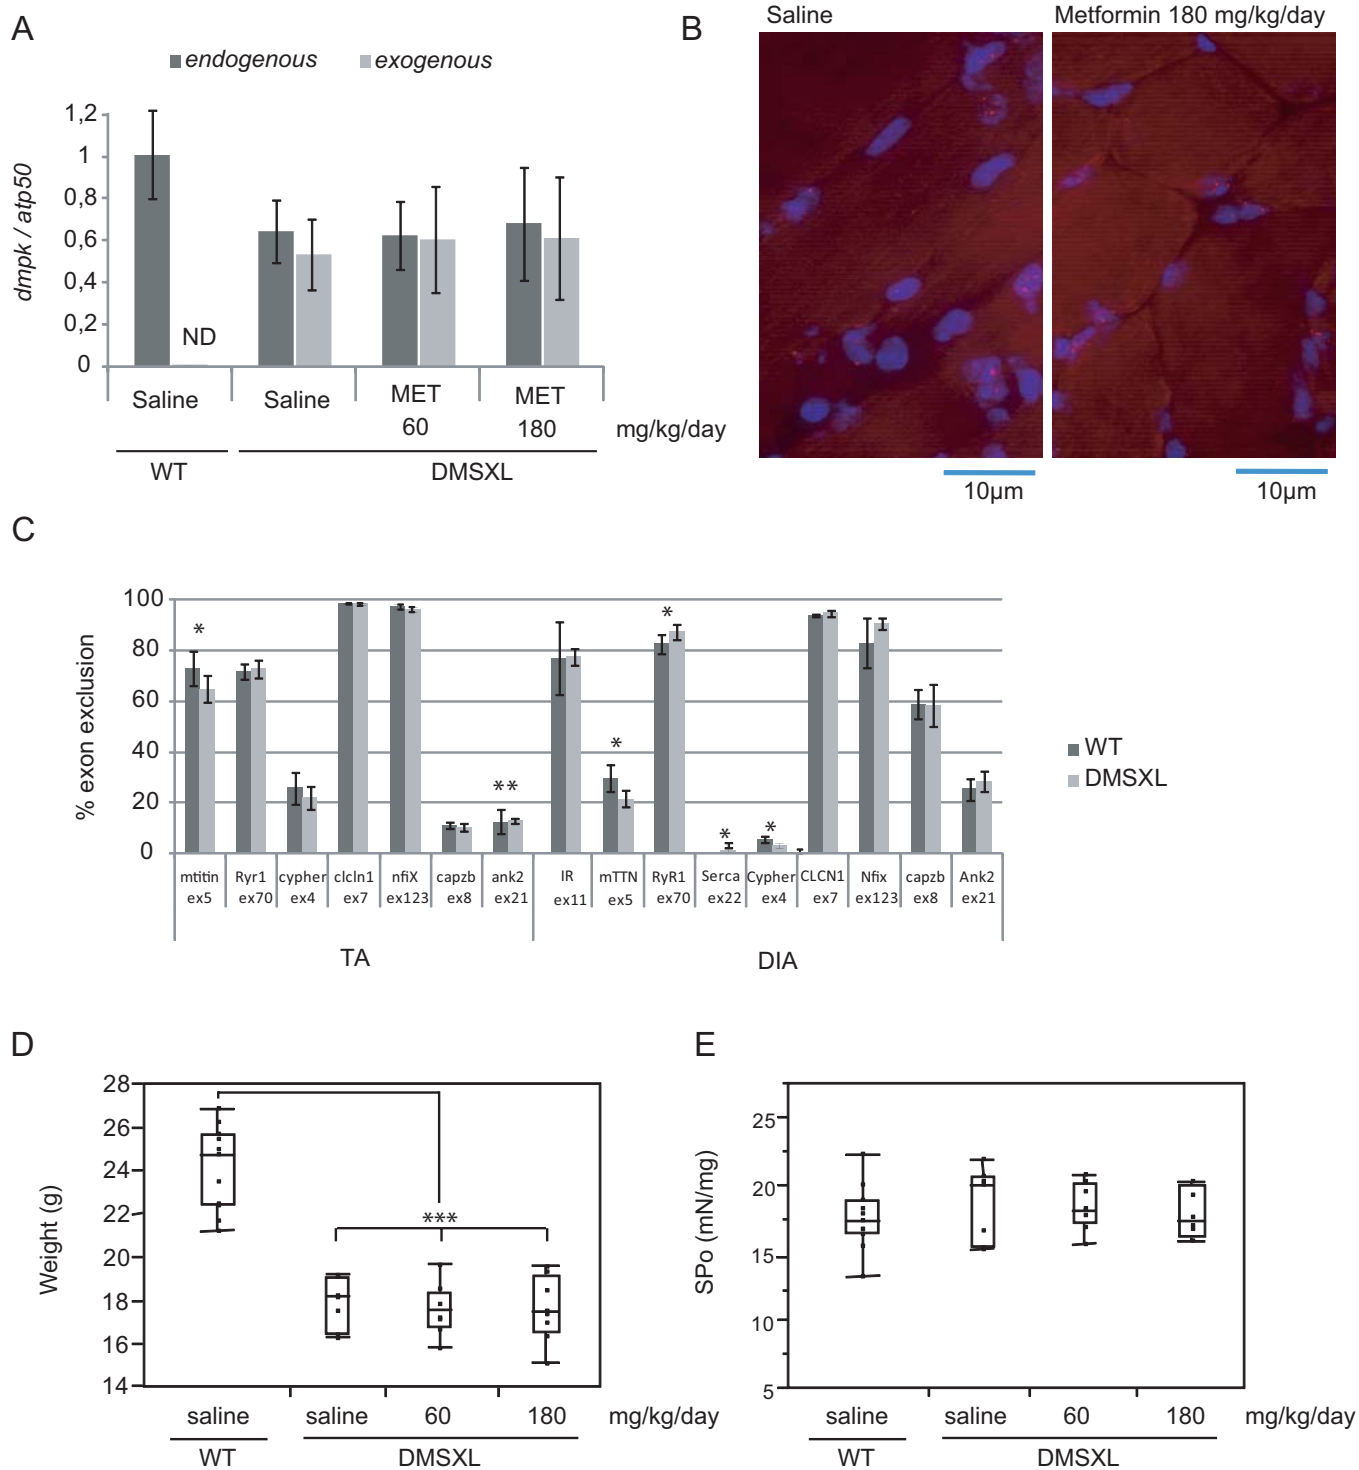 A
endogenous exogenous
1,2
1
0,8
0,6
0,4
0,2
0
dmpk / atp50
ND
Saline Saline MET MET
60 180 mg/kg/day
WT DMSXL
B
Saline Metformin 180 mg/kg/day
10µm 10µm
C
% exon exclusion
100
80
60
40
20
0
* ** * * * *
WT
DMSXL
mtitin Ryr1 cypher clcln1 nfiX capzb ank2 IR mTTN RyR1 Serca Cypher CLCN1 Nfix capzb Ank2
ex5 ex70 ex4 ex7 ex123 ex8 ex21 ex11 ex5 ex70 ex22 ex4 ex7 ex123 ex8 ex21
TA DIA
D
Weight (g)
28
26
24
22
20
18
16
14
***
saline saline 60 180 mg/kg/day
WT DMSXL
E
SPo (mN/mg)
25
20
15
10
5
saline saline 60 180 mg/kg/day
WT DMSXL